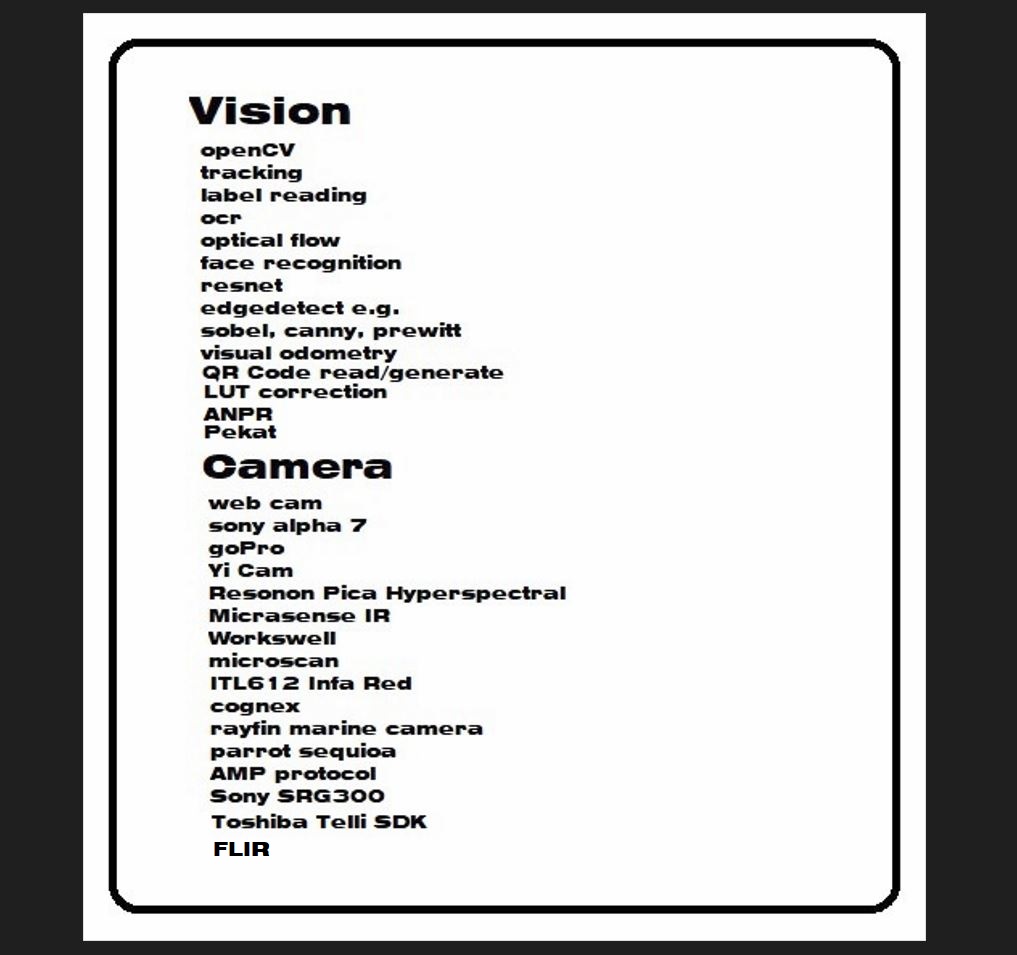 Vision
openCV
tracking
label reading
ocr
optical flow
face recognition
resnet
edgedetect e.g.
sobel, canny, prewitt
visual odometry
QR Code read/generate
LUT correction
ANPR
Pekat
Camera
web cam
sony alpha 7
goPro
Yi Cam
Resonon Pica Hyperspectral
Micrasense IR
Workswell
microscan
ITL612 Infa Red
cognex
rayfin marine camera
parrot sequioa
AMP protocol
Sony SRG300
Toshiba Telli SDK
FLIR